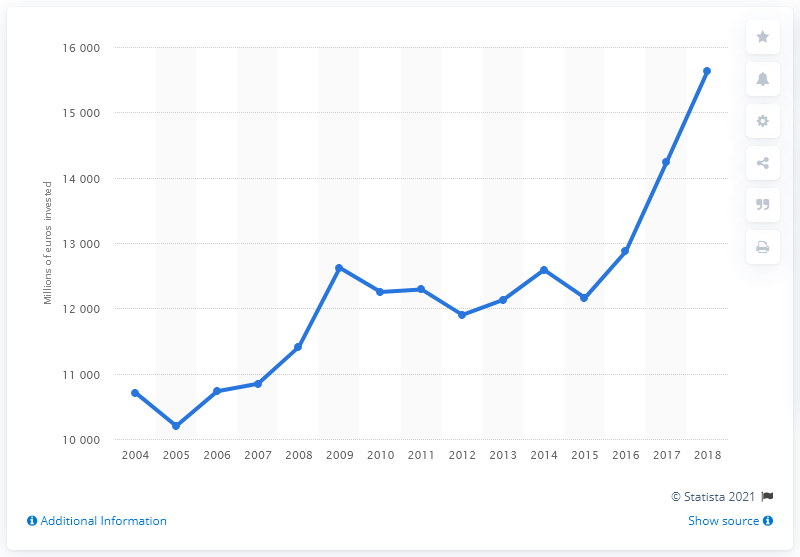 16 000
15 000
14 000
13 000
12 000
11 000
10 000
Millions of euros invested
2004 2005 2006 2007 2008 2009 2010 2011 2012 2013 2014 2015 2016 2017 2018
© Statista 2021
Additional Information
Show source